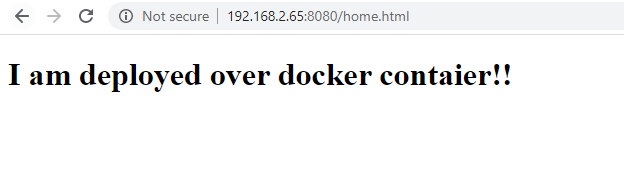 Not secure | 192.168.2.65:8080/home.html
I am deployed over docker contaier!!